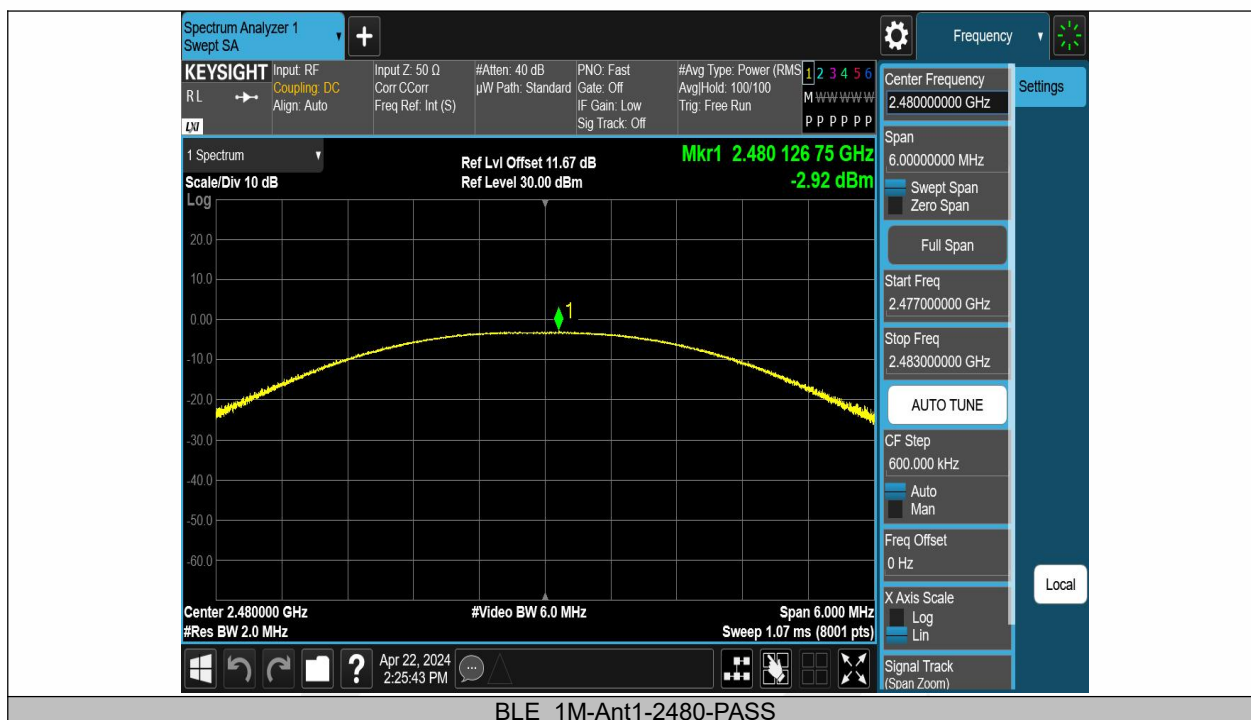 Spectrum Analyzer 1
Swept SA
+
Frequency
KEYSIGHT
RL
LXI
Input: RF
Coupling: DC
Align: Auto
Input Z: 50 Ω
Corr CCorr
Freq Ref: Int (S)
#Atten: 40 dB
µW Path: Standard
PNO: Fast
Gate: Off
IF Gain: Low
Sig Track: Off
#Avg Type: Power (RMS
Avg|Hold: 100/100
Trig: Free Run
1 2 3 4 5 6
M W W W W W
P P P P P P
1 Spectrum
Scale/Div 10 dB
Ref Lvl Offset 11.67 dB
Ref Level 30.00 dBm
Mkr1 2.480 126 75 GHz
-2.92 dBm
Log
20.0
10.0
0.00
-10.0
-20.0
-30.0
-40.0
-50.0
-60.0
1
Center 2.480000 GHz
#Res BW 2.0 MHz
#Video BW 6.0 MHz
Span 6.000 MHz
Sweep 1.07 ms (8001 pts)
?
Apr 22, 2024
2:25:43 PM
Center Frequency
2.480000000 GHz
Settings
Span
6.00000000 MHz
Swept Span
Zero Span
Full Span
Start Freq
2.477000000 GHz
Stop Freq
2.483000000 GHz
AUTO TUNE
CF Step
600.000 kHz
Auto
Man
Freq Offset
0 Hz
X Axis Scale
Log
Lin
Local
Signal Track
(Span Zoom)
BLE_1M-Ant1-2480-PASS